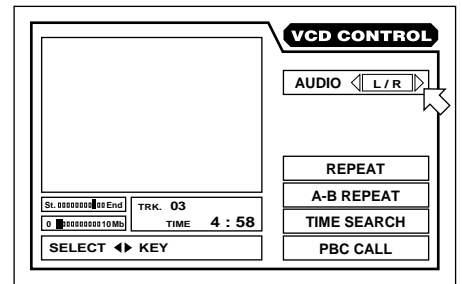 VCD CONTROL
AUDIO L / R
REPEAT
A-B REPEAT
TIME SEARCH
PBC CALL
St. End
0 10Mb
TRK. 03
TIME 4 : 58
SELECT ◀▶ KEY